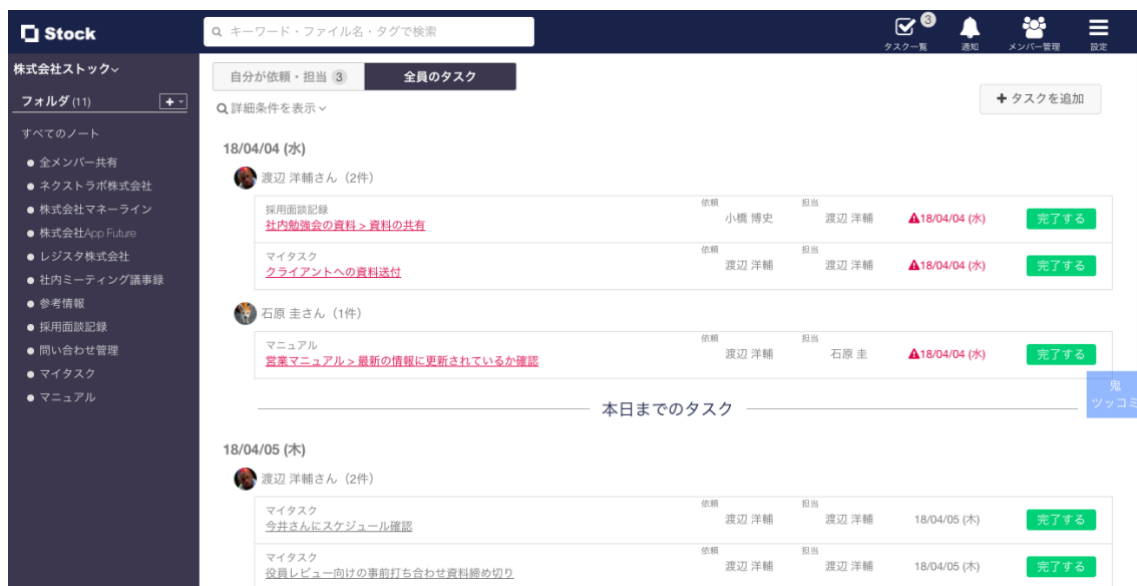 Stock
キーワード・ファイル名・タグで検索
3
タスク一覧
通知
メンバー管理
設定
株式会社ストック
フォルダ (11)
+
すべてのノート
全メンバー共有
ネクストラボ株式会社
株式会社マネーライン
株式会社App Future
レジスタ株式会社
社内ミーティング議事録
参考情報
採用面談記録
問い合わせ管理
マイタスク
マニュアル
自分が依頼・担当 3
全員のタスク
詳細条件を表示
+ タスクを追加
18/04/04 (水)
渡辺 洋輔さん（2件）
採用面談記録
社内勉強会の資料 > 資料の共有
依頼
小橋 博史
担当
渡辺 洋輔
18/04/04 (水)
完了する
マイタスク
クライアントへの資料送付
依頼
渡辺 洋輔
担当
渡辺 洋輔
18/04/04 (水)
完了する
石原 圭さん（1件）
マニュアル
営業マニュアル > 最新の情報に更新されているか確認
依頼
渡辺 洋輔
担当
石原 圭
18/04/04 (水)
完了する
鬼
ツッコミ
本日までのタスク
18/04/05 (木)
渡辺 洋輔さん（2件）
マイタスク
今井さんにスケジュール確認
依頼
渡辺 洋輔
担当
渡辺 洋輔
18/04/05 (木)
完了する
マイタスク
役員レビュー向けの事前打ち合わせ資料締め切り
依頼
渡辺 洋輔
担当
渡辺 洋輔
18/04/05 (木)
完了する